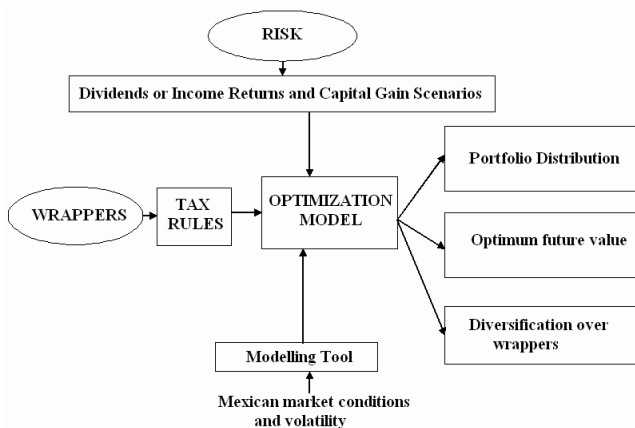 RISK
Dividends or Income Returns and Capital Gain Scenarios
WRAPPERS
TAX
RULES
OPTIMIZATION
MODEL
Portfolio Distribution
Optimum future value
Diversification over
wrappers
Modelling Tool
Mexican market conditions
and volatility